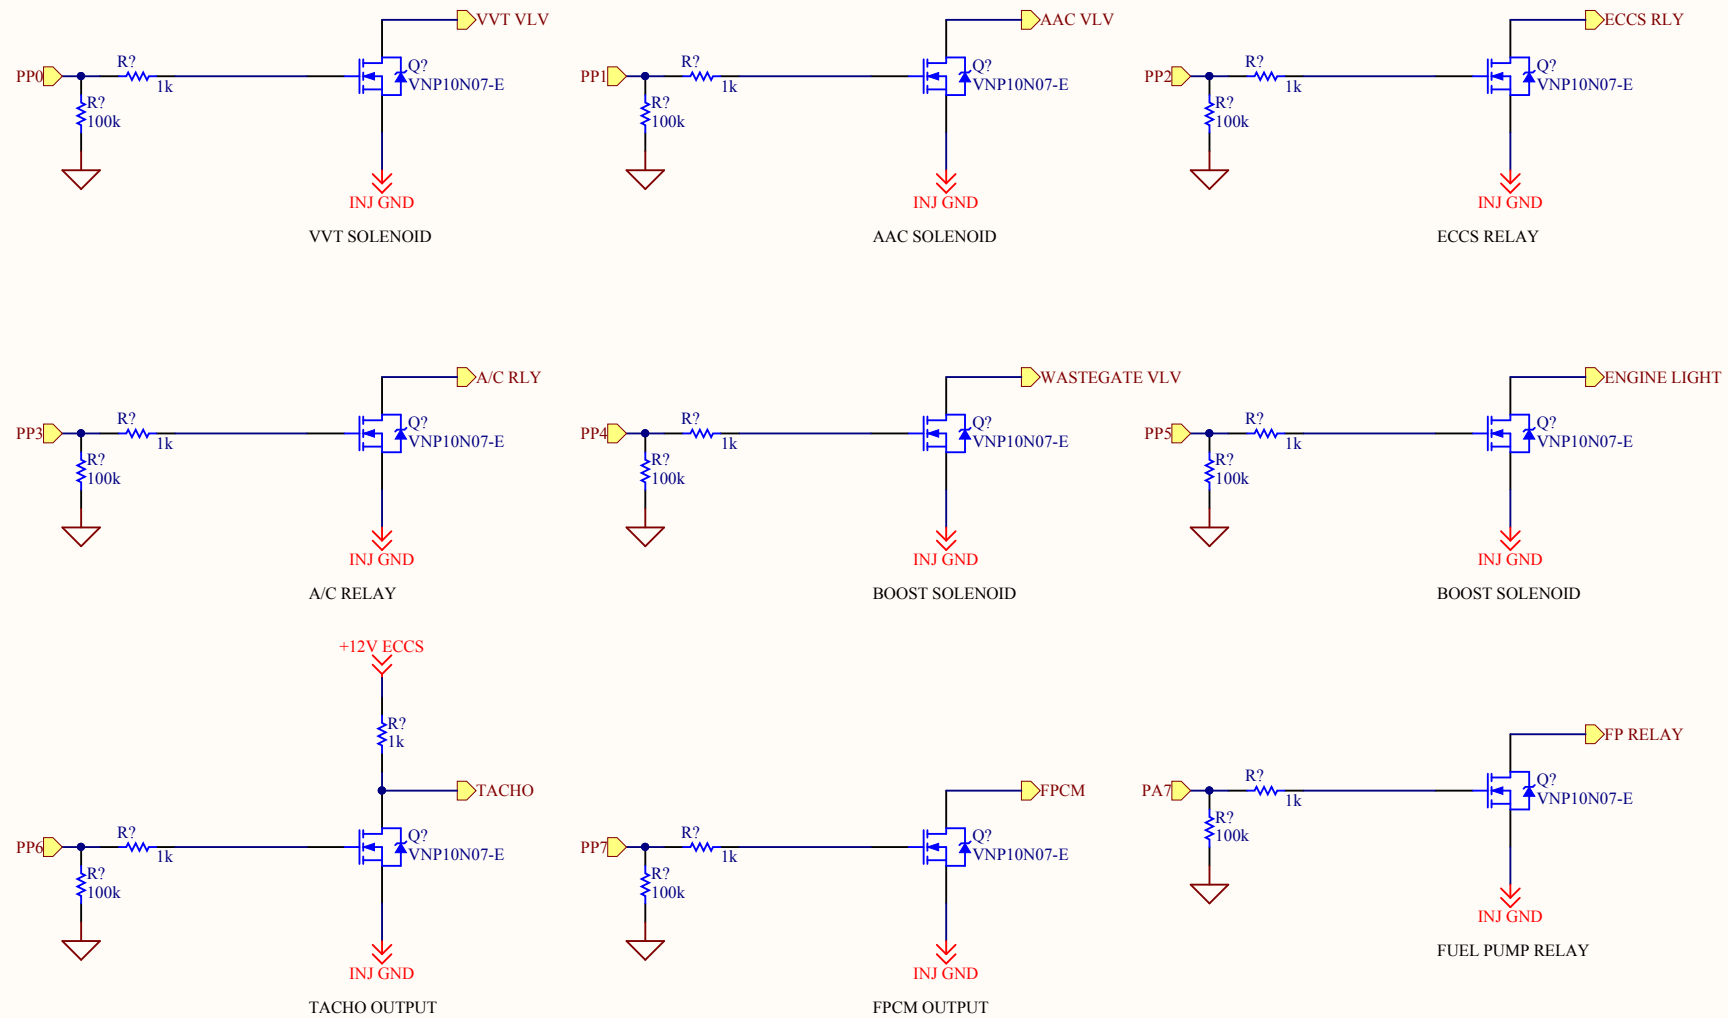 VVT VLV
PP0
R?
1k
R?
100k
Q?
VNP10N07-E
INJ GND
VVT SOLENOID
AAC VLV
PP1
R?
1k
R?
100k
Q?
VNP10N07-E
INJ GND
AAC SOLENOID
ECCS RLY
PP2
R?
1k
R?
100k
Q?
VNP10N07-E
INJ GND
ECCS RELAY
A/C RLY
PP3
R?
1k
R?
100k
Q?
VNP10N07-E
INJ GND
A/C RELAY
WASTEGATE VLV
PP4
R?
1k
R?
100k
Q?
VNP10N07-E
INJ GND
BOOST SOLENOID
ENGINE LIGHT
PP5
R?
1k
R?
100k
Q?
VNP10N07-E
INJ GND
BOOST SOLENOID
+12V ECCS
R?
1k
TACHO
PP6
R?
1k
R?
100k
Q?
VNP10N07-E
INJ GND
TACHO OUTPUT
FPCM
PP7
R?
1k
R?
100k
Q?
VNP10N07-E
INJ GND
FPCM OUTPUT
FP RELAY
PA7
R?
1k
R?
100k
Q?
VNP10N07-E
INJ GND
FUEL PUMP RELAY